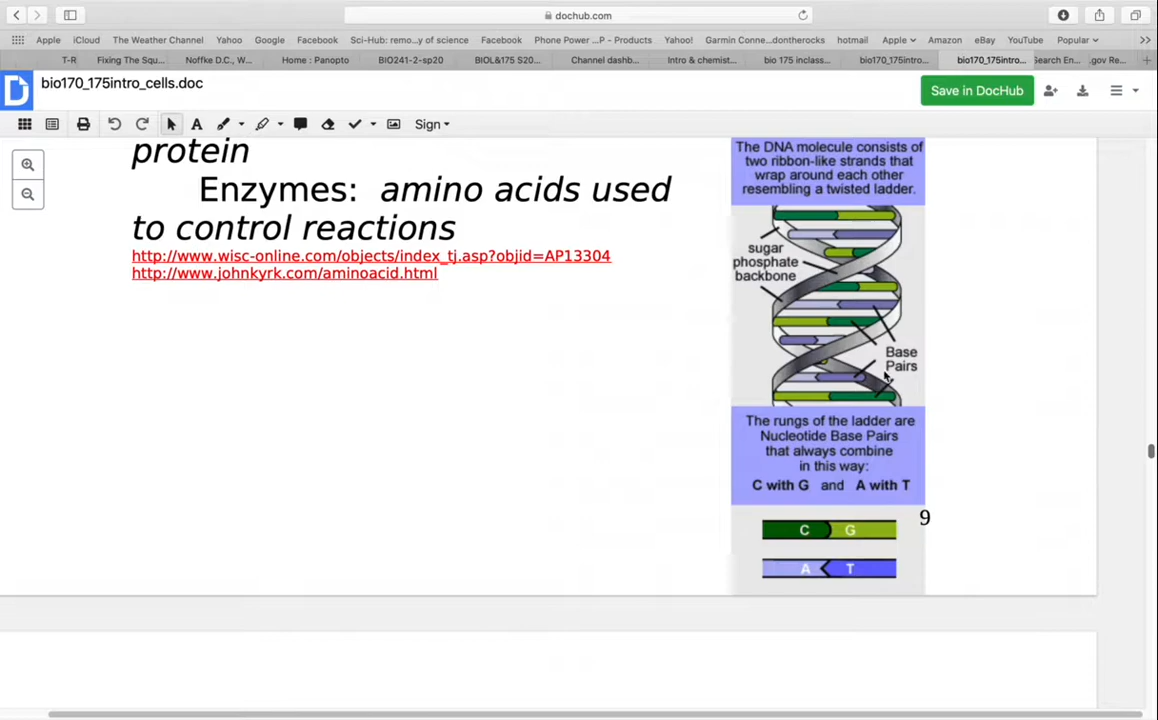 dochub.com
Apple iCloud The Weather Channel Yahoo Google Facebook Sci-Hub: remo...y of science Facebook Phone Power ...P - Products Yahoo! Garmin Conne...dontherocks hotmail Apple Amazon eBay YouTube Popular
T-R Fixing The Squ... Noffke D.C, W... Home : Panopto BIO241-2-sp20 BIOL&175 S20... Channel dashb... Intro & chemist... bio 175 inclass... bio170_175intro... bio170_175intro... Search En... .gov Re...
bio170_175intro_cells.doc
Save in DocHub
A Sign
protein
Enzymes: amino acids used
to control reactions
http://www.wisc-online.com/objects/index_tj.asp?objid=AP13304
http://www.johnkyrk.com/aminoacid.html
The DNA molecule consists of
two ribbon-like strands that
wrap around each other
resembling a twisted ladder.
sugar
phosphate
backbone
Base
Pairs
The rungs of the ladder are
Nucleotide Base Pairs
that always combine
in this way:
C with G and A with T
9
C G
A T